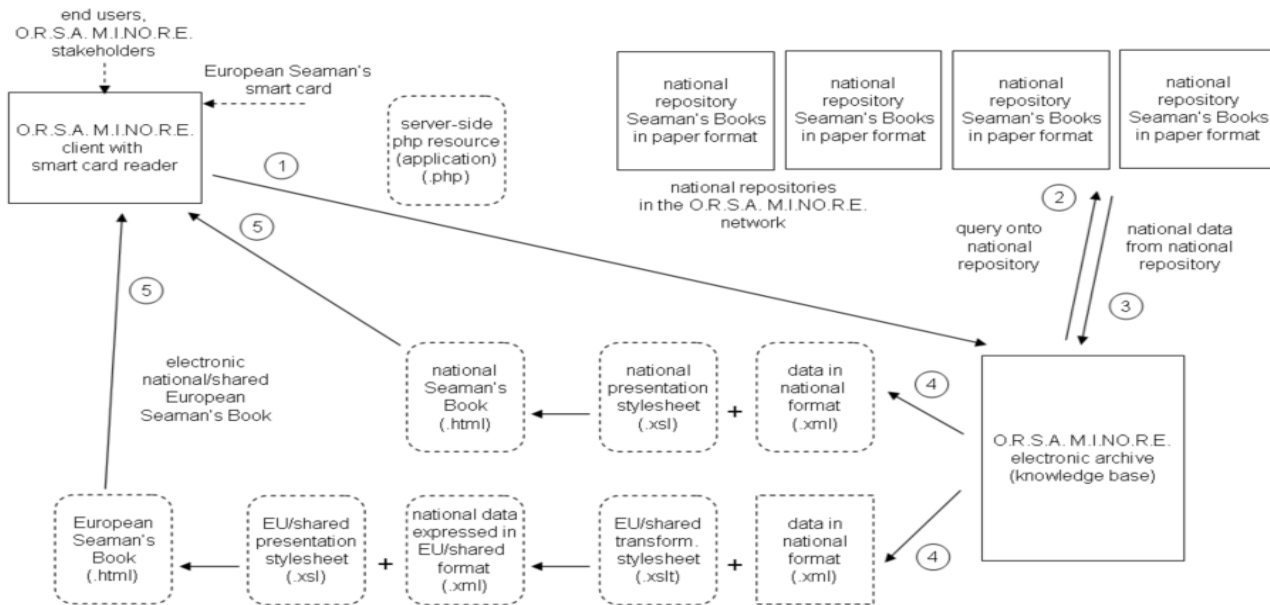 end users,
O.R.S.A. M.I.NO.R.E.
stakeholders
European Seaman's
smart card
O.R.S.A. M.I.NO.R.E.
client with
smart card reader
server-side
php resource
(application)
(.php)
national
repository
Seaman's Books
in paper format
national
repository
Seaman's Books
in paper format
national
repository
Seaman's Books
in paper format
national
repository
Seaman's Books
in paper format
national repositories
in the O.R.S.A. M.I.NO.R.E.
network
1
2
query onto
national
repository
national data
from national
repository
3
5
5
electronic
national/shared
European
Seaman's Book
national
Seaman's
Book
(.html)
national
presentation
stylesheet
(.xsl)
+
data in
national
format
(.xml)
4
O.R.S.A. M.I.NO.R.E.
electronic archive
(knowledge base)
European
Seaman's
Book
(.html)
EU/shared
presentation
stylesheet
(.xsl)
+
national data
expressed in
EU/shared
format
(.xml)
EU/shared
transform.
stylesheet
(.xslt)
+
data in
national
format
(.xml)
4